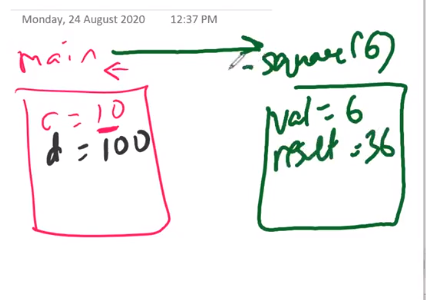 Monday, 24 August 2020 12:37 PM
main
square(6)
c = 10
d = 100
val = 6
result = 36